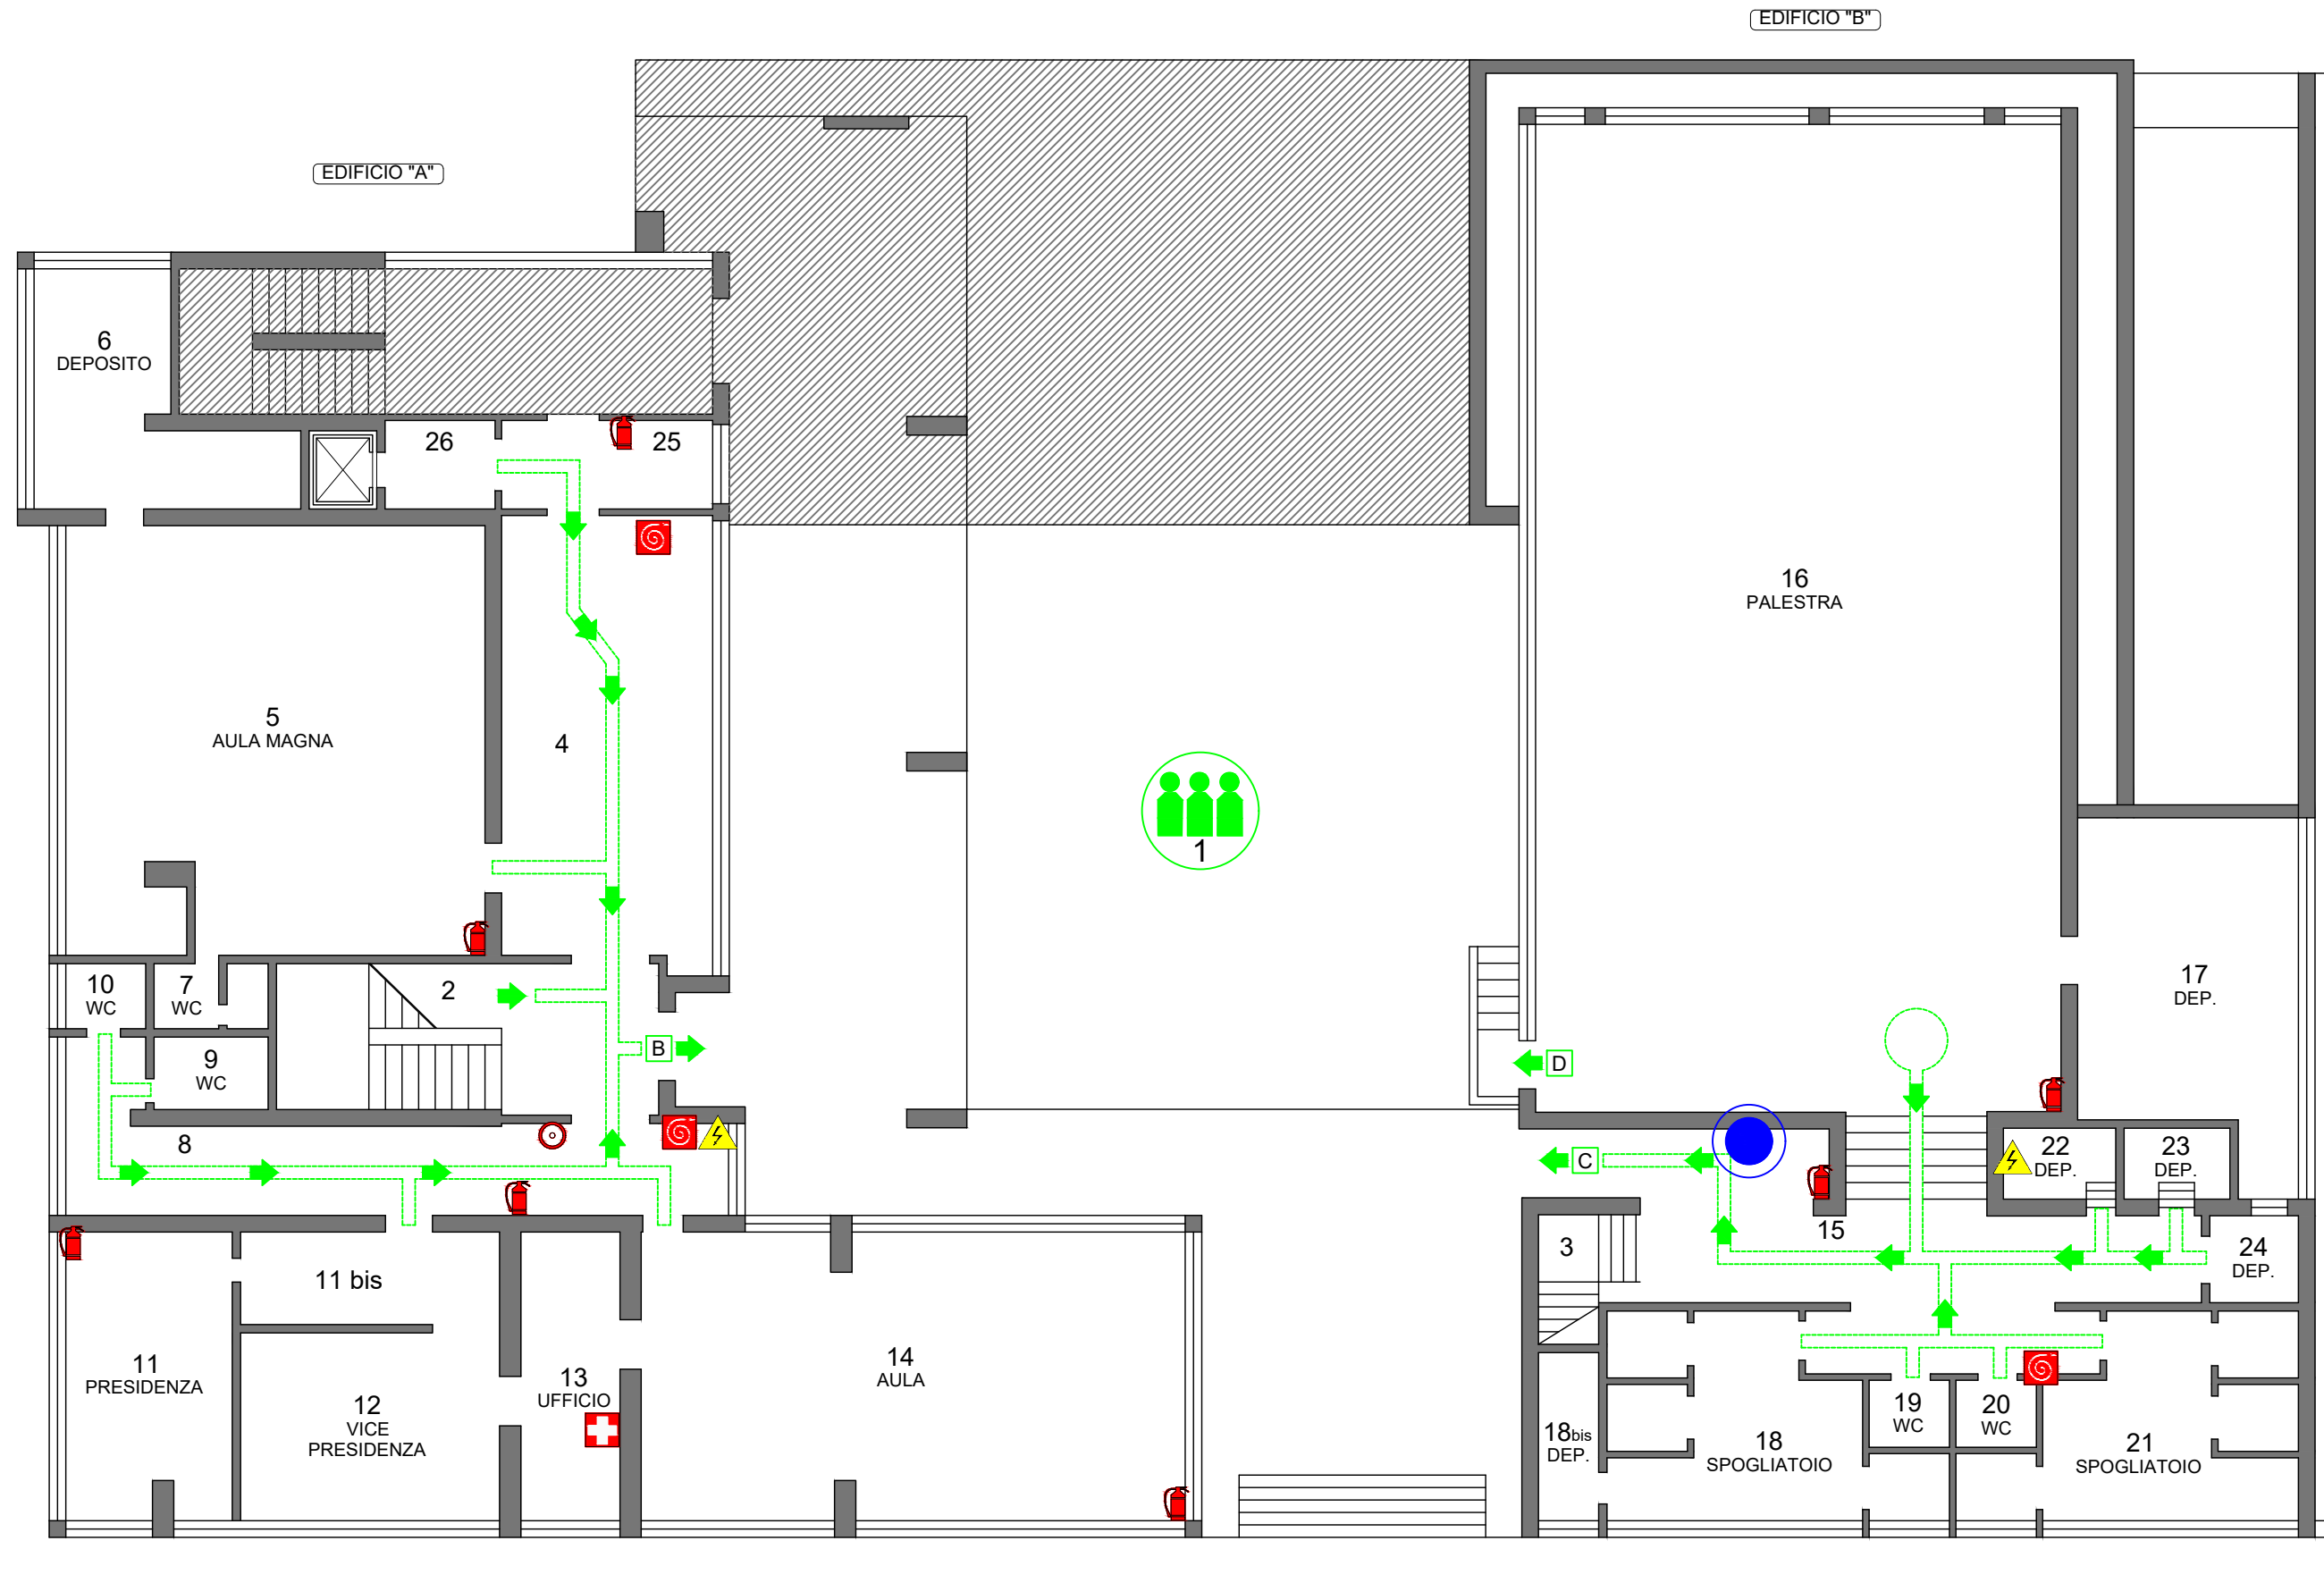 EDIFICIO "B"
EDIFICIO "A"
6
DEPOSITO
26
25
16
PALESTRA
5
AULA MAGNA
4
1
10
WC
7
WC
2
17
DEP.
9
WC
B
D
8
C
22
DEP.
23
DEP.
15
3
24
DEP.
11 bis
11
PRESIDENZA
12
VICE
PRESIDENZA
13
UFFICIO
14
AULA
18bis
DEP.
18
SPOGLIATOIO
19
WC
20
WC
21
SPOGLIATOIO